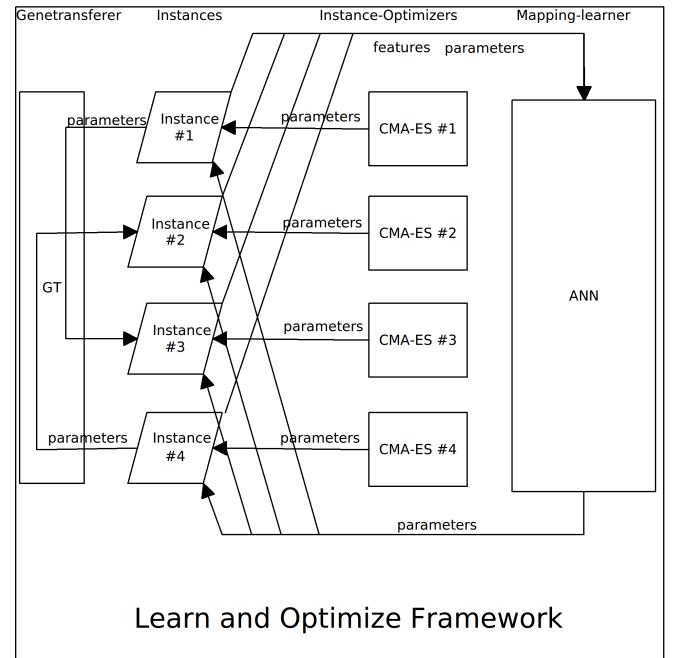 Genetransferer
Instances
Instance-Optimizers
Mapping-learner
features parameters
parameters
Instance
#1
parameters
CMA-ES #1
Instance
#2
parameters
CMA-ES #2
GT
ANN
Instance
#3
parameters
CMA-ES #3
parameters
Instance
#4
parameters
CMA-ES #4
parameters
Learn and Optimize Framework